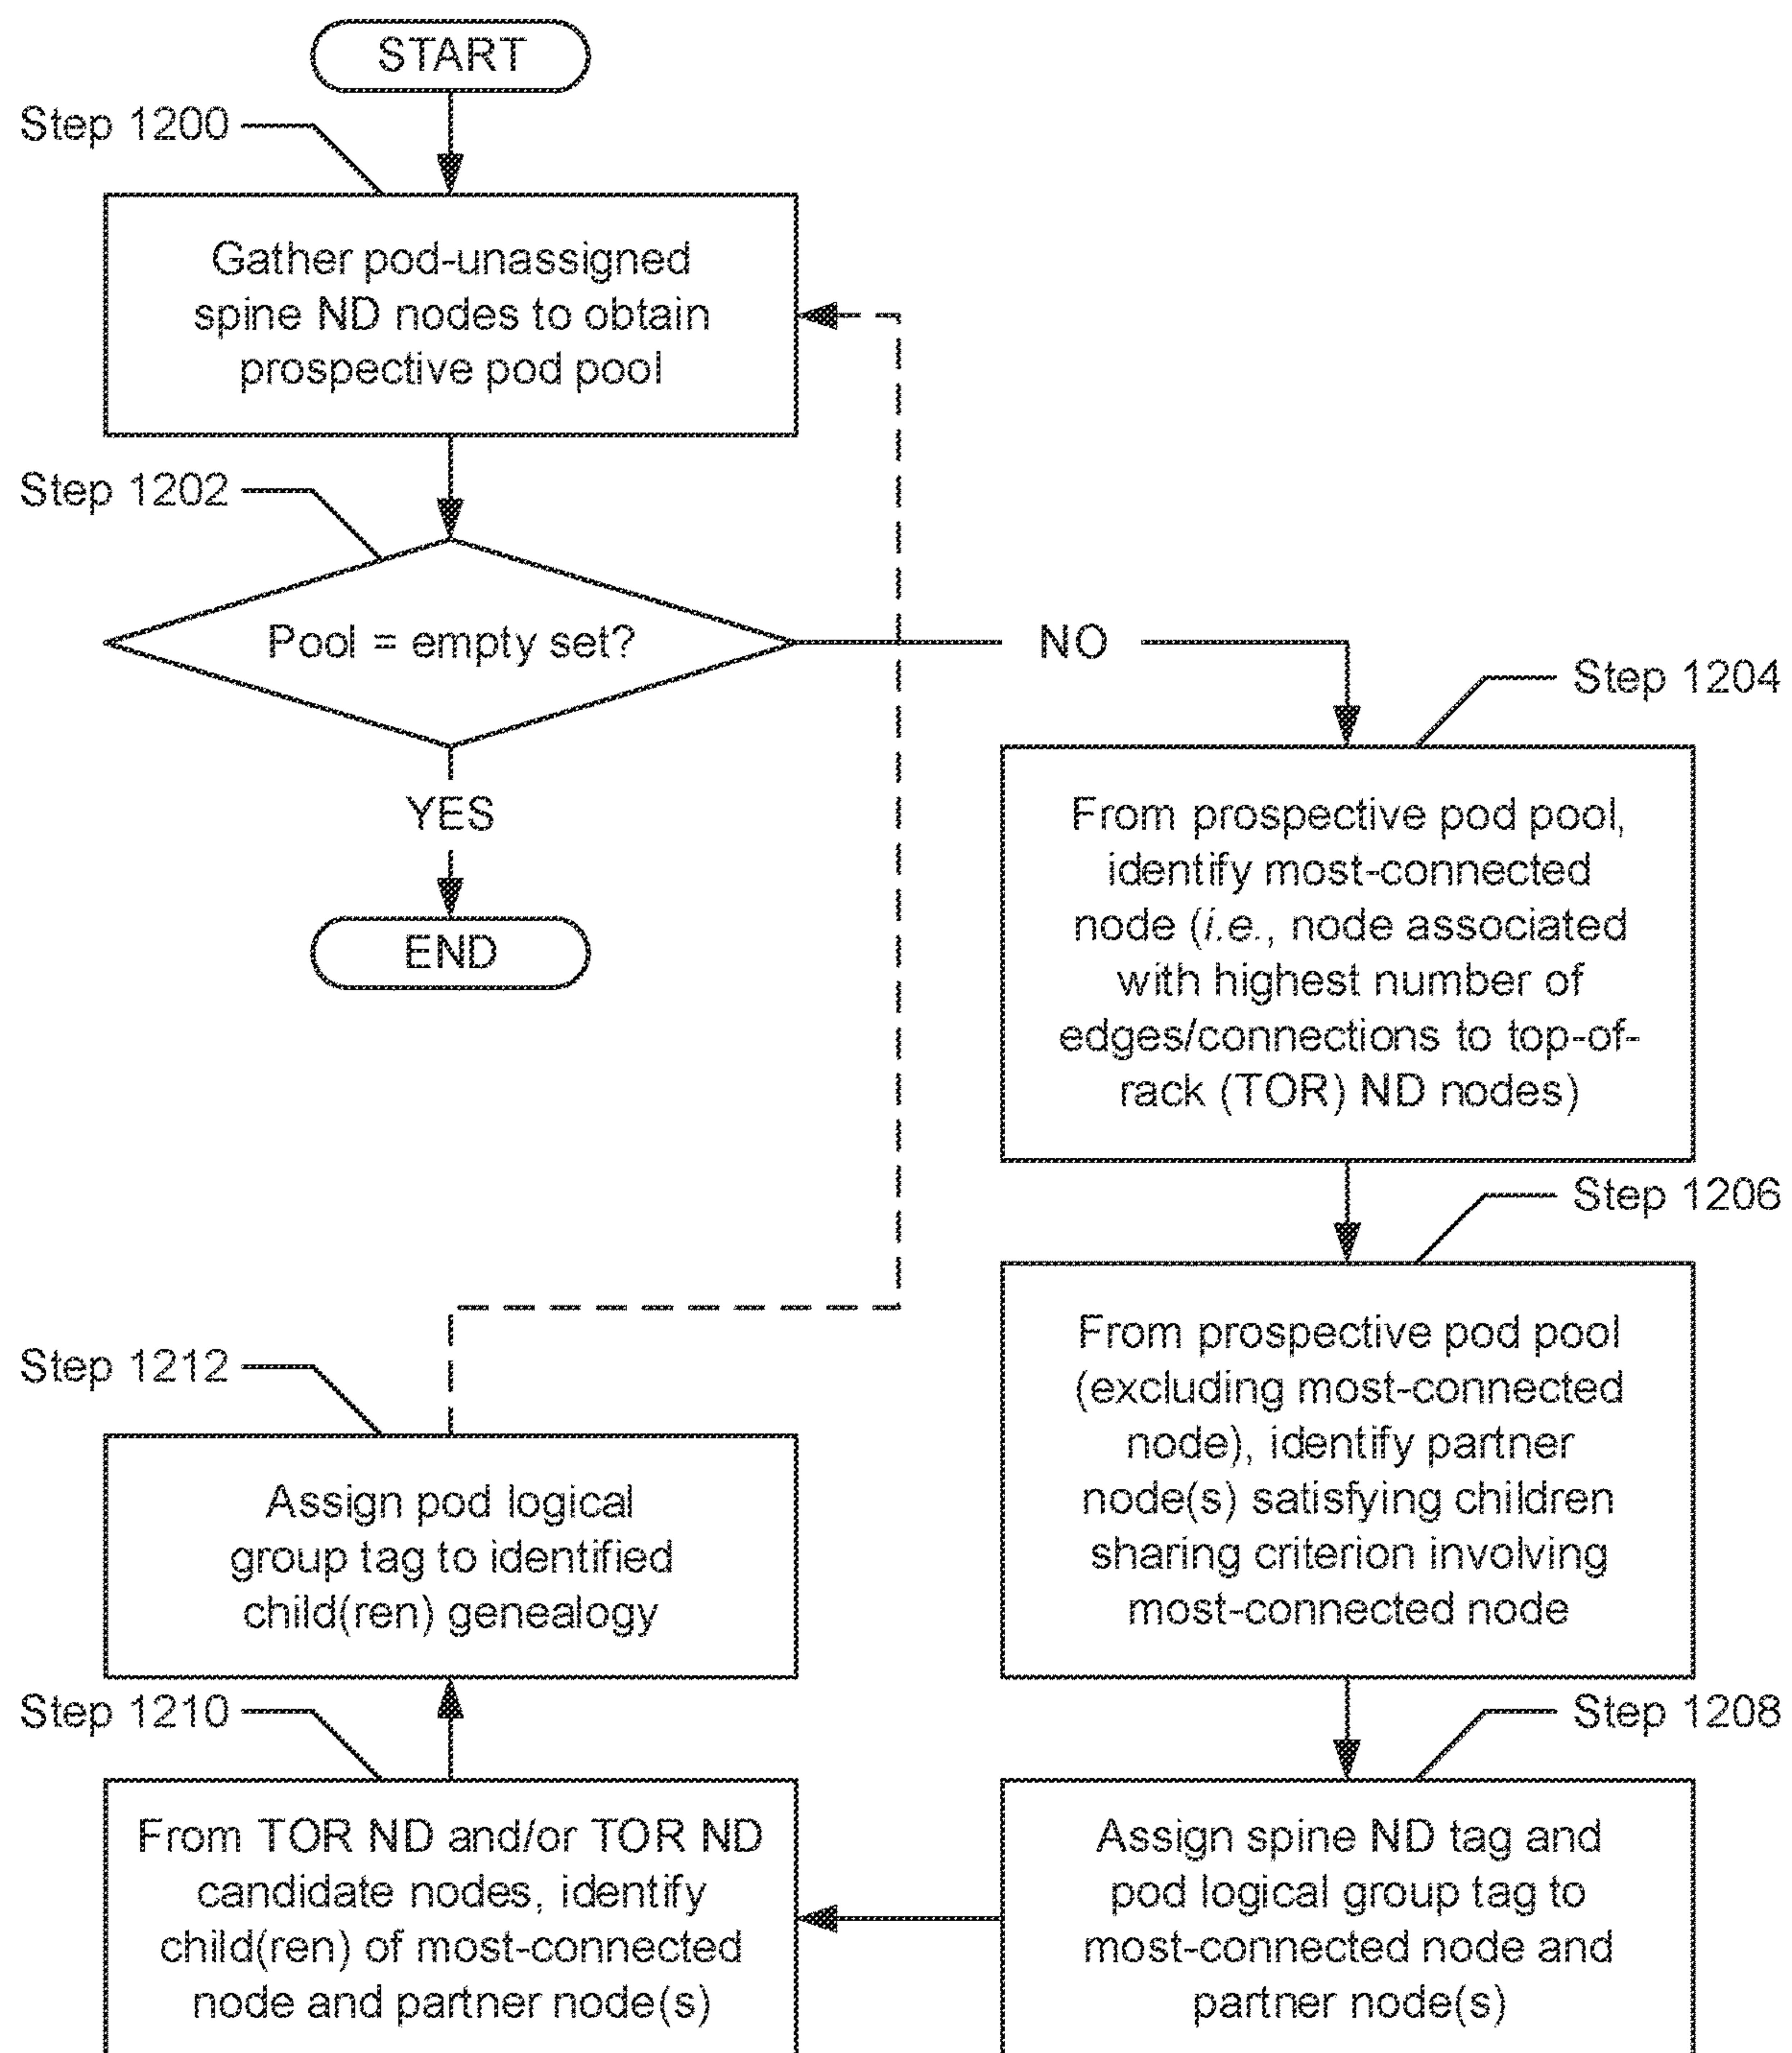 START
Step 1200
Gather pod-unassigned
spine ND nodes to obtain
prospective pod pool
Step 1202
Pool = empty set?
NO
YES
END
Step 1204
From prospective pod pool,
identify most-connected
node (i.e., node associated
with highest number of
edges/connections to top-of-
rack (TOR) ND nodes)
Step 1206
From prospective pod pool
(excluding most-connected
node), identify partner
node(s) satisfying children
sharing criterion involving
most-connected node
Step 1208
Assign spine ND tag and
pod logical group tag to
most-connected node and
partner node(s)
Step 1210
From TOR ND and/or TOR ND
candidate nodes, identify
child(ren) of most-connected
node and partner node(s)
Step 1212
Assign pod logical
group tag to identified
child(ren) genealogy